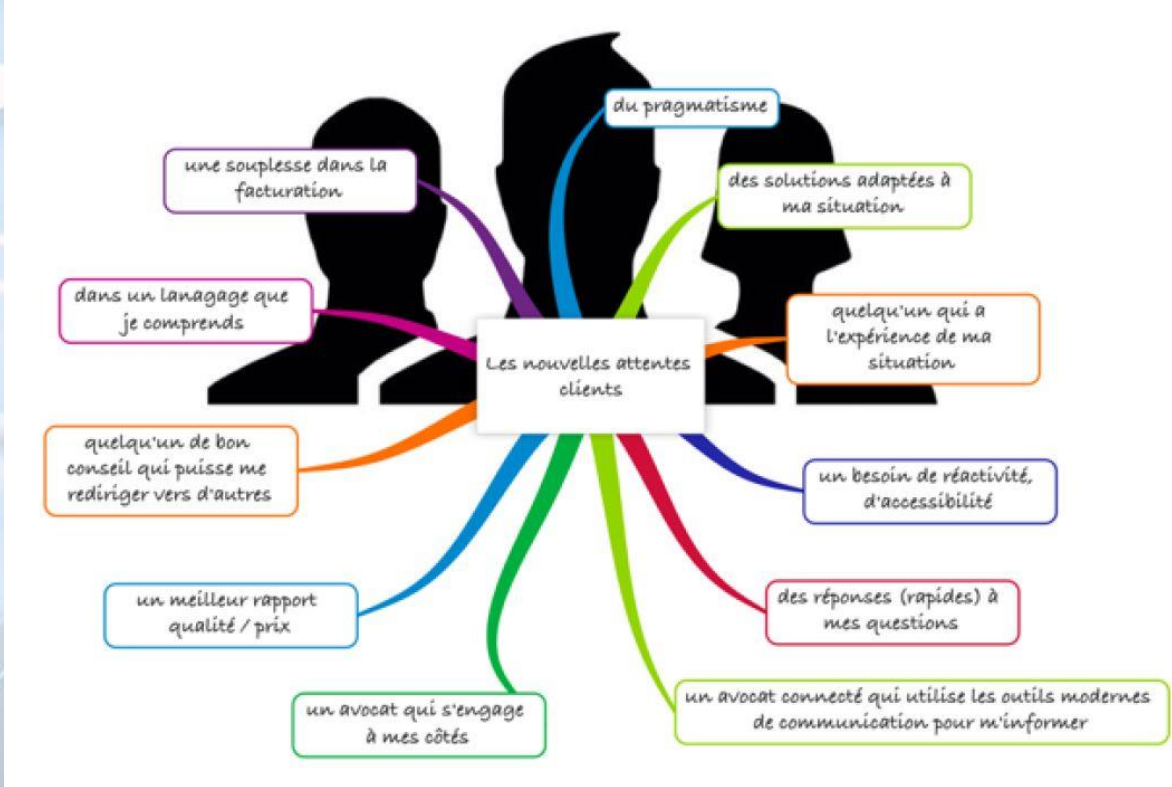 du pragmatisme
une souplesse dans la
facturation
des solutions adaptées à
ma situation
dans un lanagage que
je comprends
quelqu'un qui a
l'expérience de ma
situation
Les nouvelles attentes
clients
quelqu'un de bon
conseil qui puisse me
rediriger vers d'autres
un besoin de réactivité,
d'accessibilité
un meilleur rapport
qualité / prix
des réponses (rapides) à
mes questions
un avocat qui s'engage
à mes côtés
un avocat connecté qui utilise les outils modernes
de communication pour m'informer